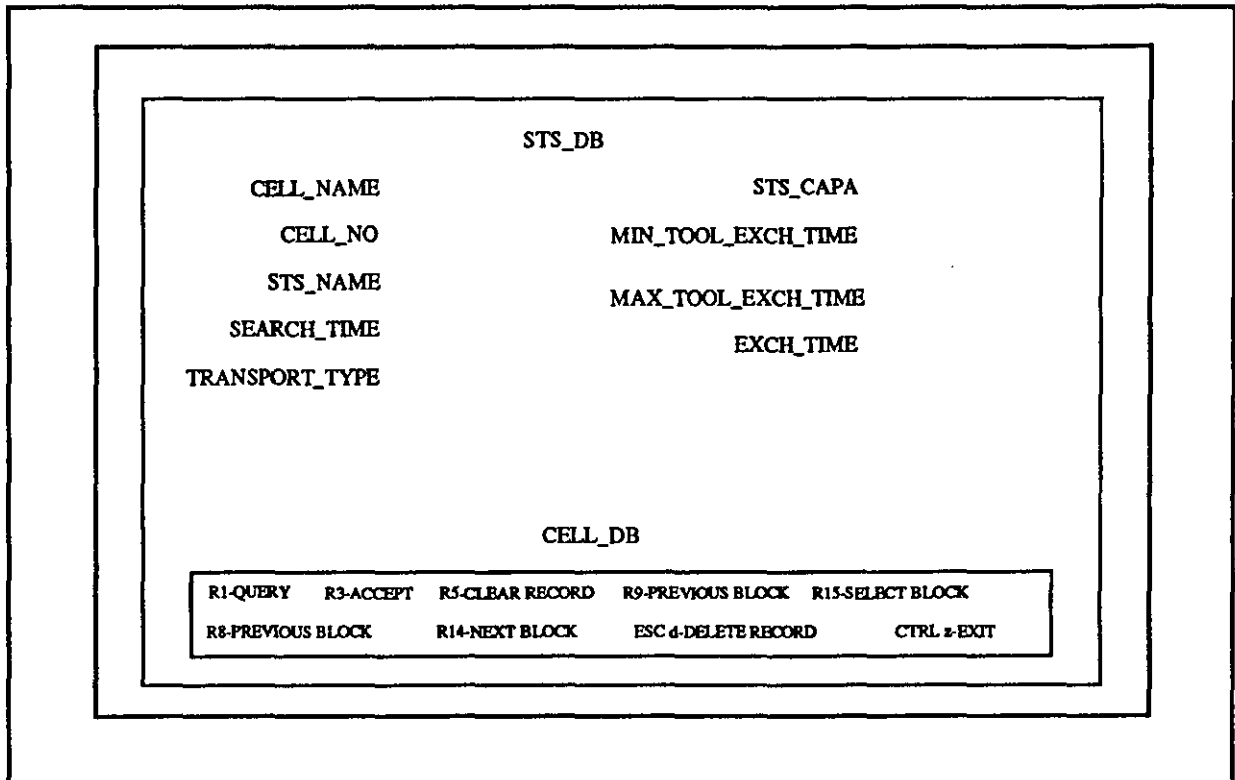 STS_DB
CELL_NAME STS_CAPA
CELL_NO MIN_TOOL_EXCH_TIME
STS_NAME MAX_TOOL_EXCH_TIME
SEARCH_TIME EXCH_TIME
TRANSPORT_TYPE
CELL_DB
R1-QUERY R3-ACCEPT R5-CLEAR RECORD R9-PREVIOUS BLOCK R15-SELECT BLOCK
R8-PREVIOUS BLOCK R14-NEXT BLOCK ESC d-DELETE RECORD CTRL z-EXIT